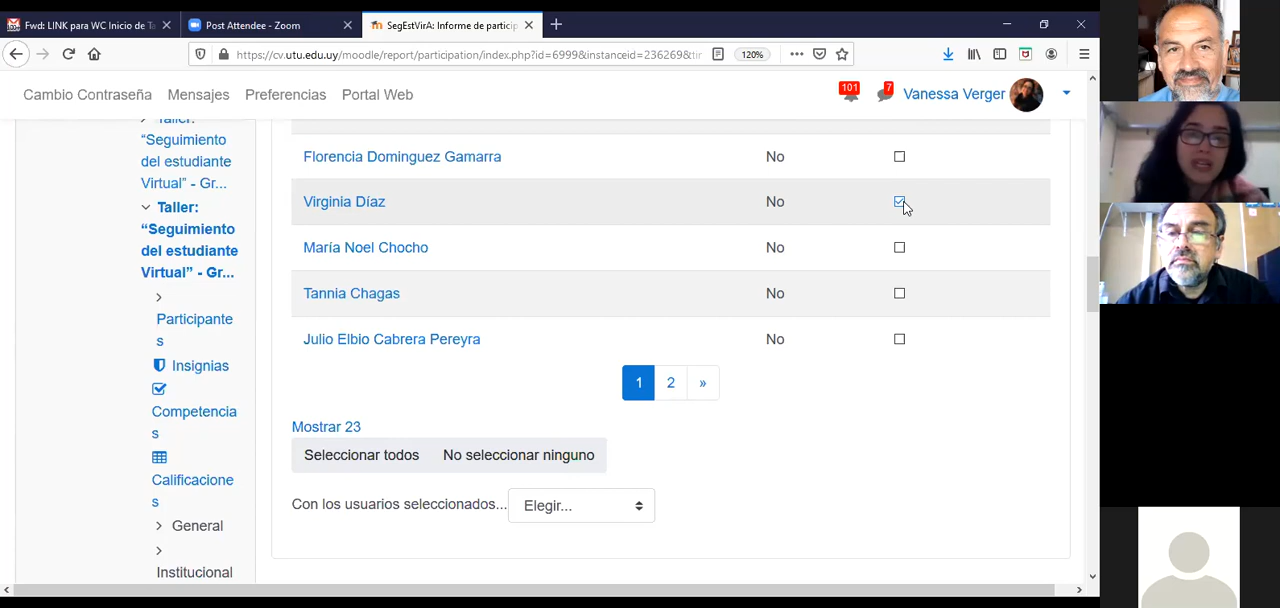 Fwd: LINK para WC Inicio de Ta
Post Attendee - Zoom
SegEstVirA: Informe de particip
https://cv.utu.edu.uy/moodle/report/participation/index.php?id=6999&instanceid=236269&tir
120%
Cambio Contraseña
Mensajes
Preferencias
Portal Web
101
7
Vanessa Verger
Taller:
“Seguimiento
del estudiante
Virtual” - Gr...
Taller:
“Seguimiento
del estudiante
Virtual” - Gr...
Participante
s
Insignias
Competencia
s
Calificacione
s
General
Institucional
Florencia Dominguez Gamarra No
Virginia Díaz No
María Noel Chocho No
Tannia Chagas No
Julio Elbio Cabrera Pereyra No
1 2 »
Mostrar 23
Seleccionar todos No seleccionar ninguno
Con los usuarios seleccionados... Elegir...